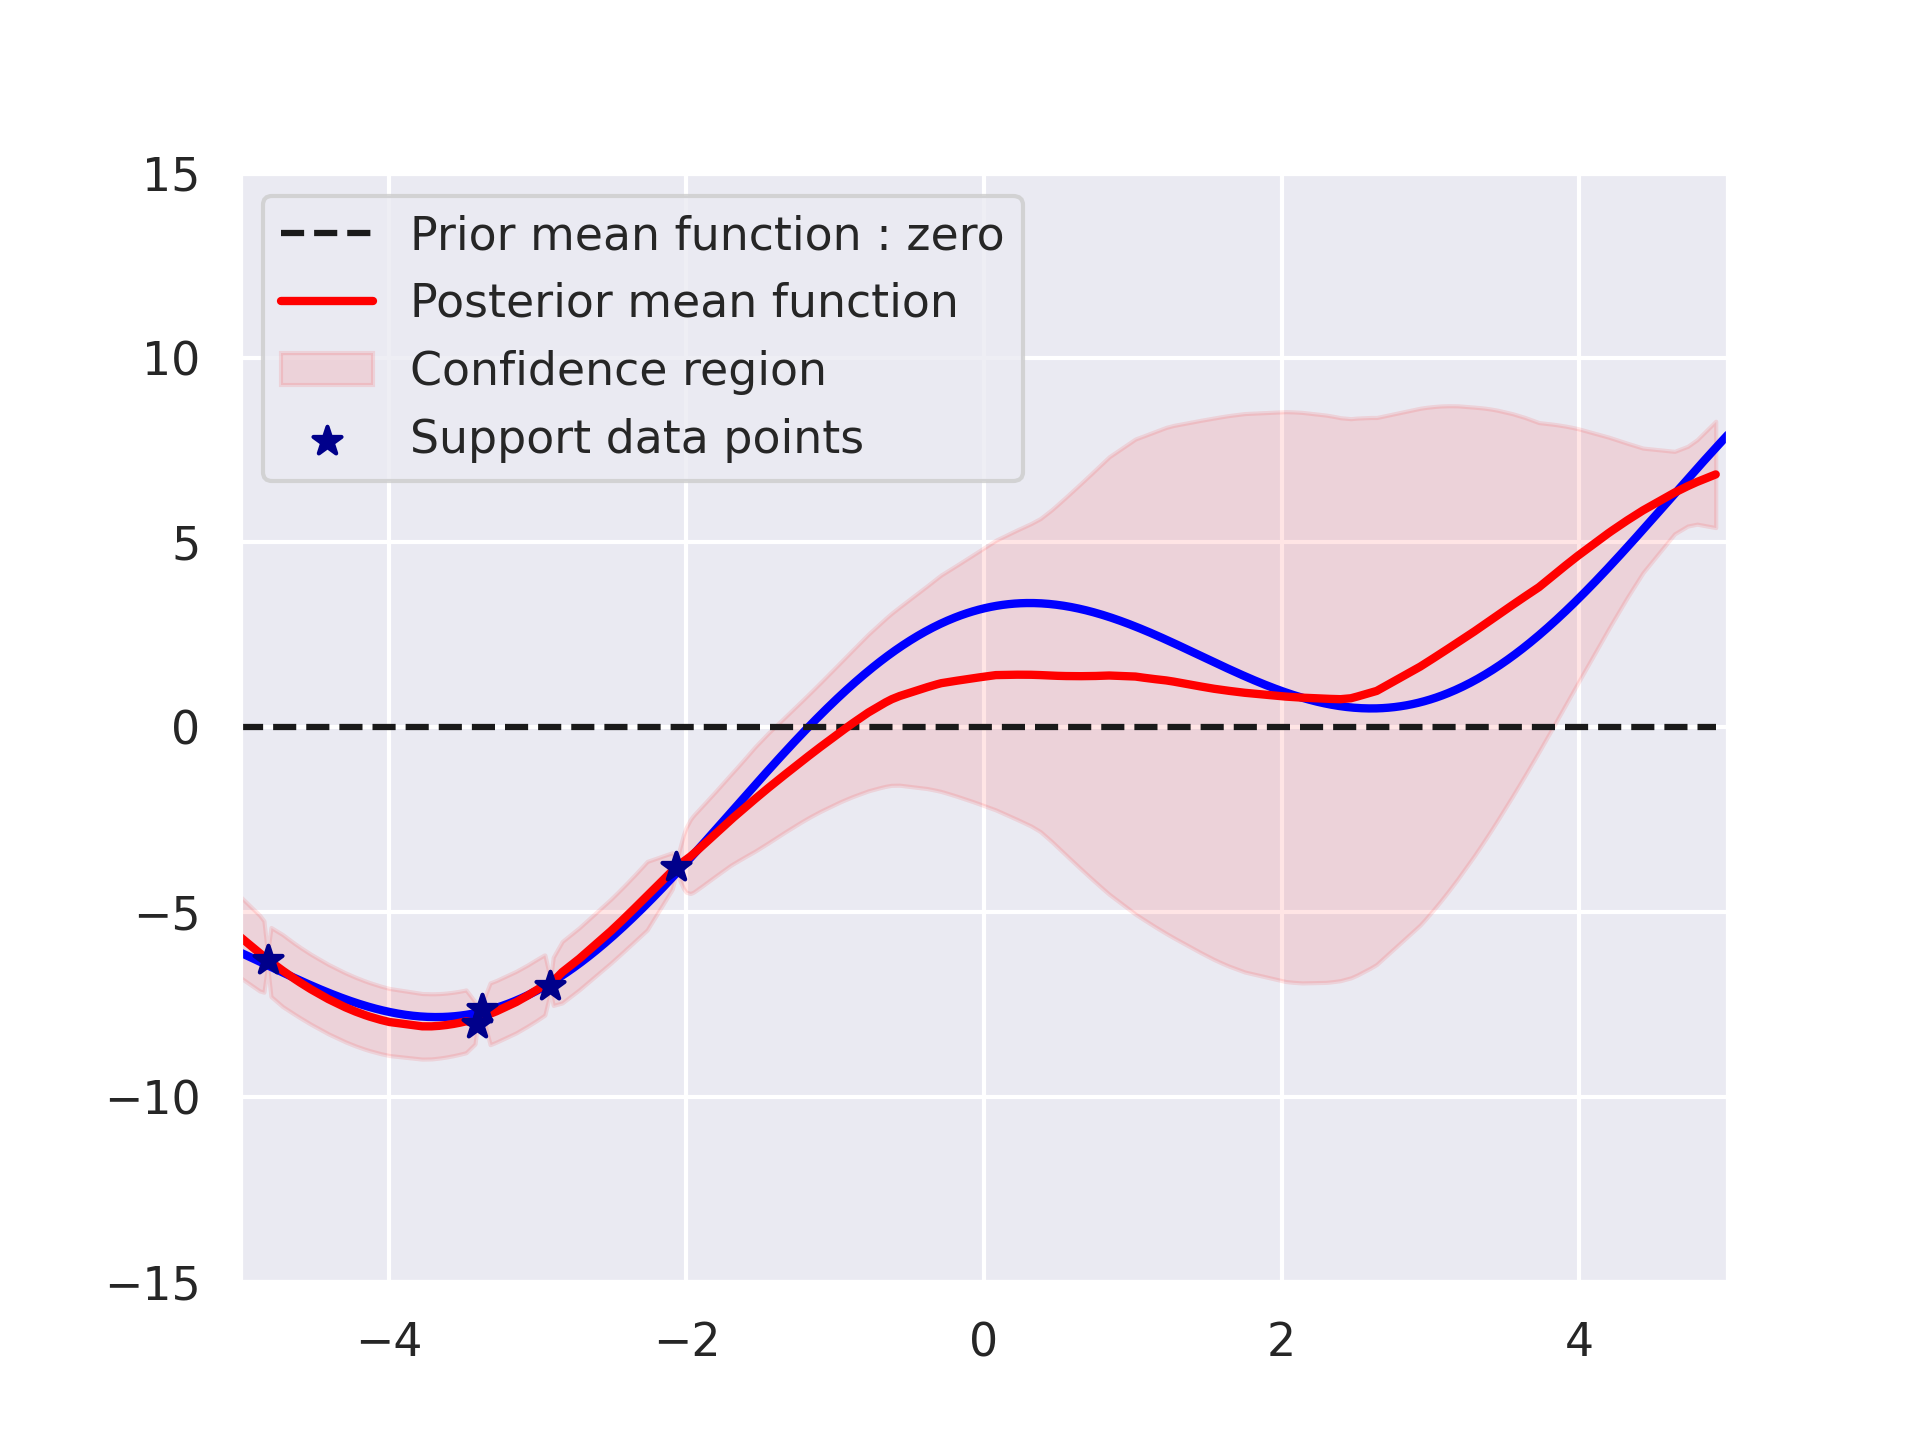 15
10
5
0
−5
−10
−15
Prior mean function : zero
Posterior mean function
Confidence region
Support data points
−4 −2 0 2 4